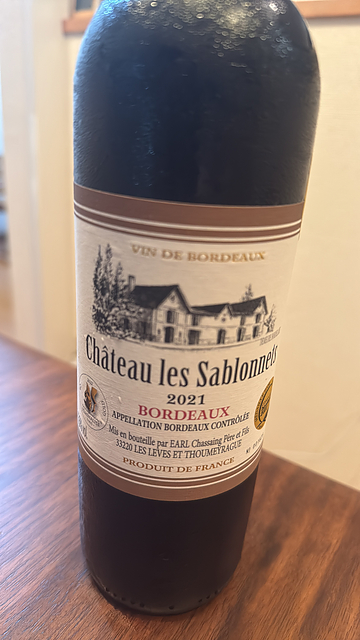 VIN DE BORDEAUX
Château les Sablonnets
2021
BORDEAUX
APPELLATION BORDEAUX CONTRÔLÉE
Mis en bouteille par EARL Chassaing Père et Fils
33220 LES LEVES ET THOUMEYRAGUE
PRODUIT DE FRANCE